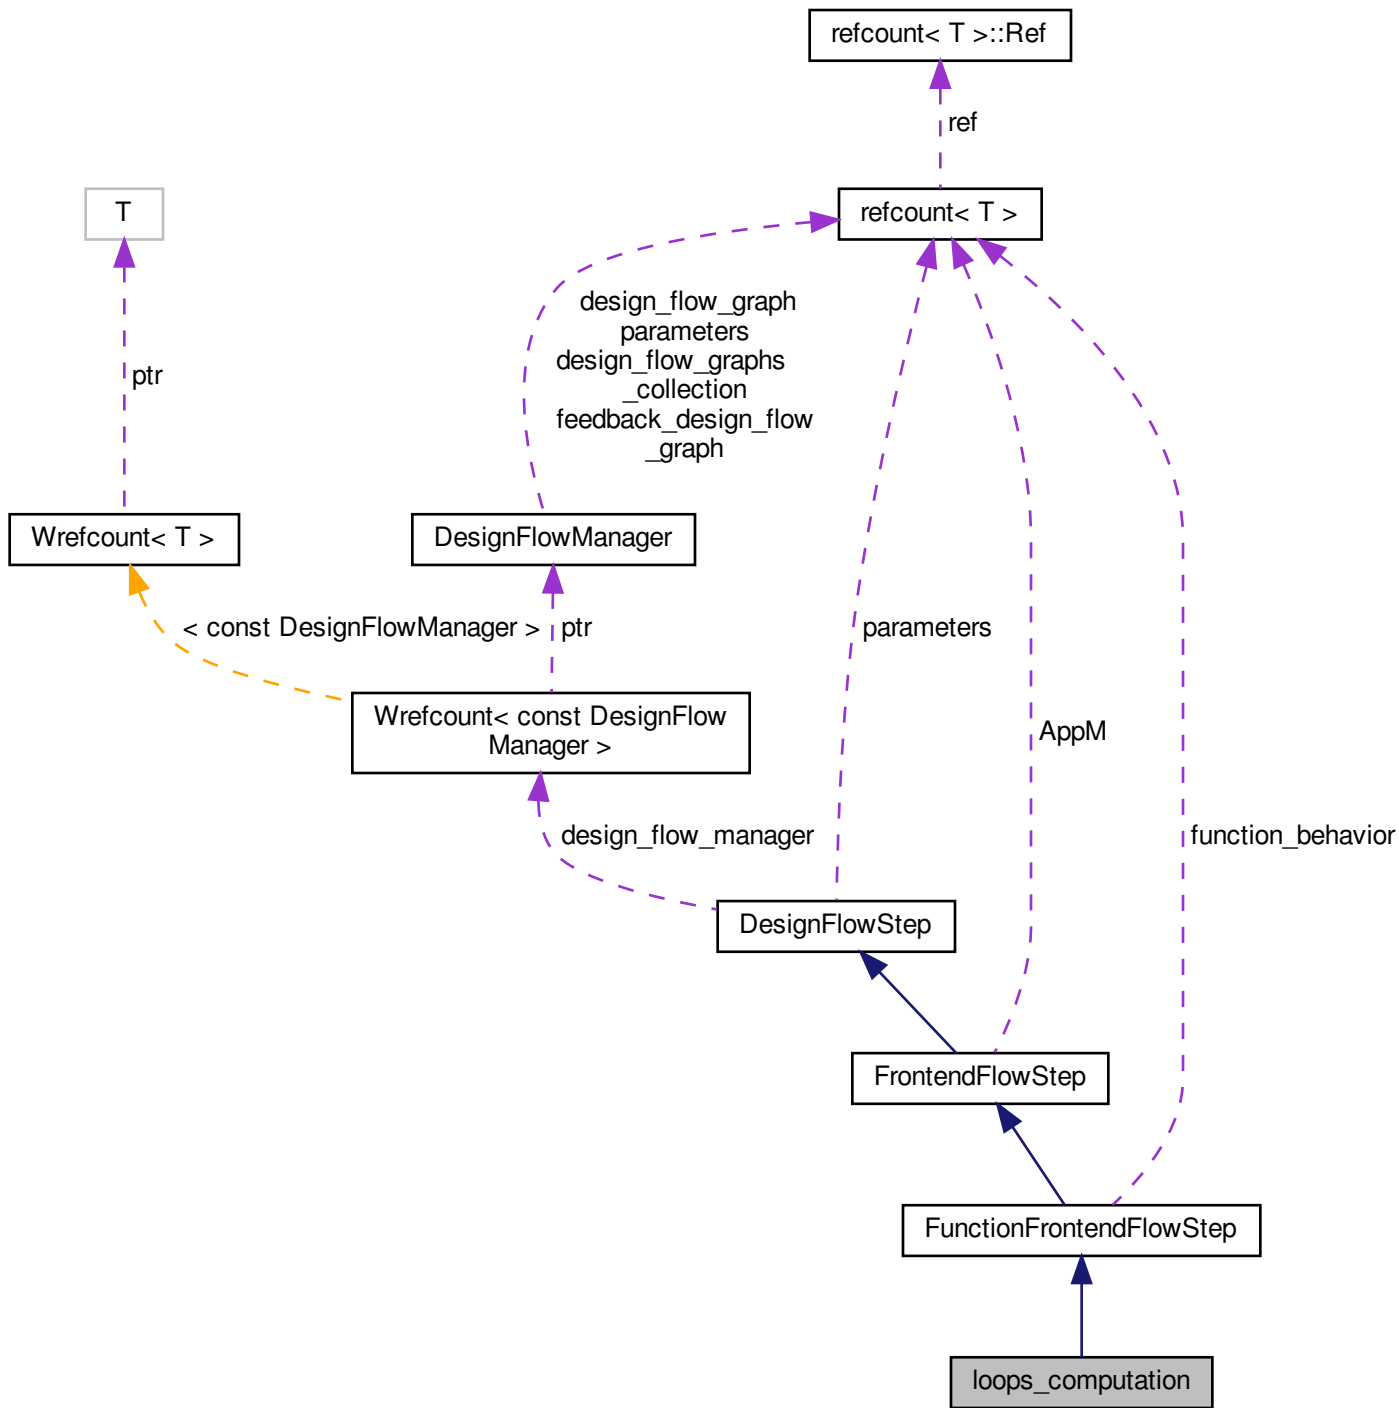 refcount< T >::Ref
ref
T
refcount< T >
design_flow_graph
parameters
design_flow_graphs
_collection
feedback_design_flow
_graph
ptr
Wrefcount< T >
DesignFlowManager
< const DesignFlowManager >
ptr
parameters
Wrefcount< const DesignFlow
Manager >
AppM
design_flow_manager
function_behavior
DesignFlowStep
FrontendFlowStep
FunctionFrontendFlowStep
loops_computation